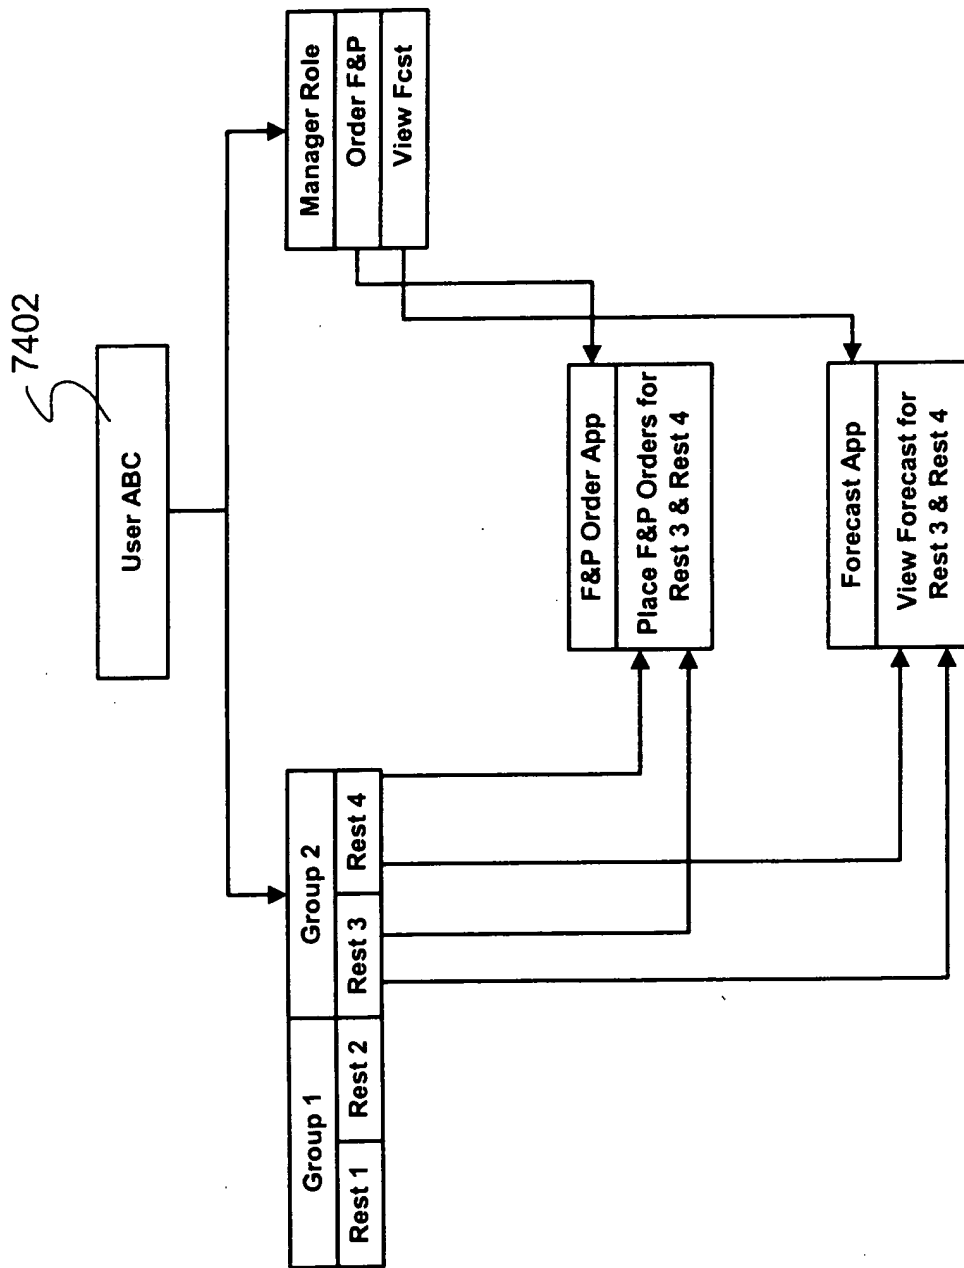 7402
User ABC
Group 1
Group 2
Rest 1
Rest 2
Rest 3
Rest 4
Manager Role
Order F&P
View Fcst
F&P Order App
Place F&P Orders for
Rest 3 & Rest 4
Forecast App
View Forecast for
Rest 3 & Rest 4